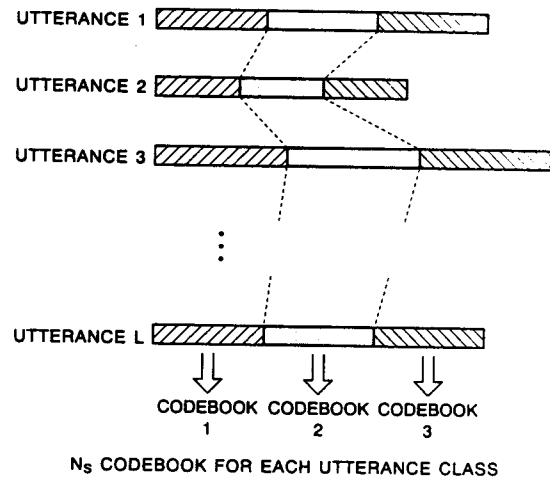 UTTERANCE 1
UTTERANCE 2
UTTERANCE 3
UTTERANCE L
CODEBOOK CODEBOOK CODEBOOK
1 2 3
Ns CODEBOOK FOR EACH UTTERANCE CLASS